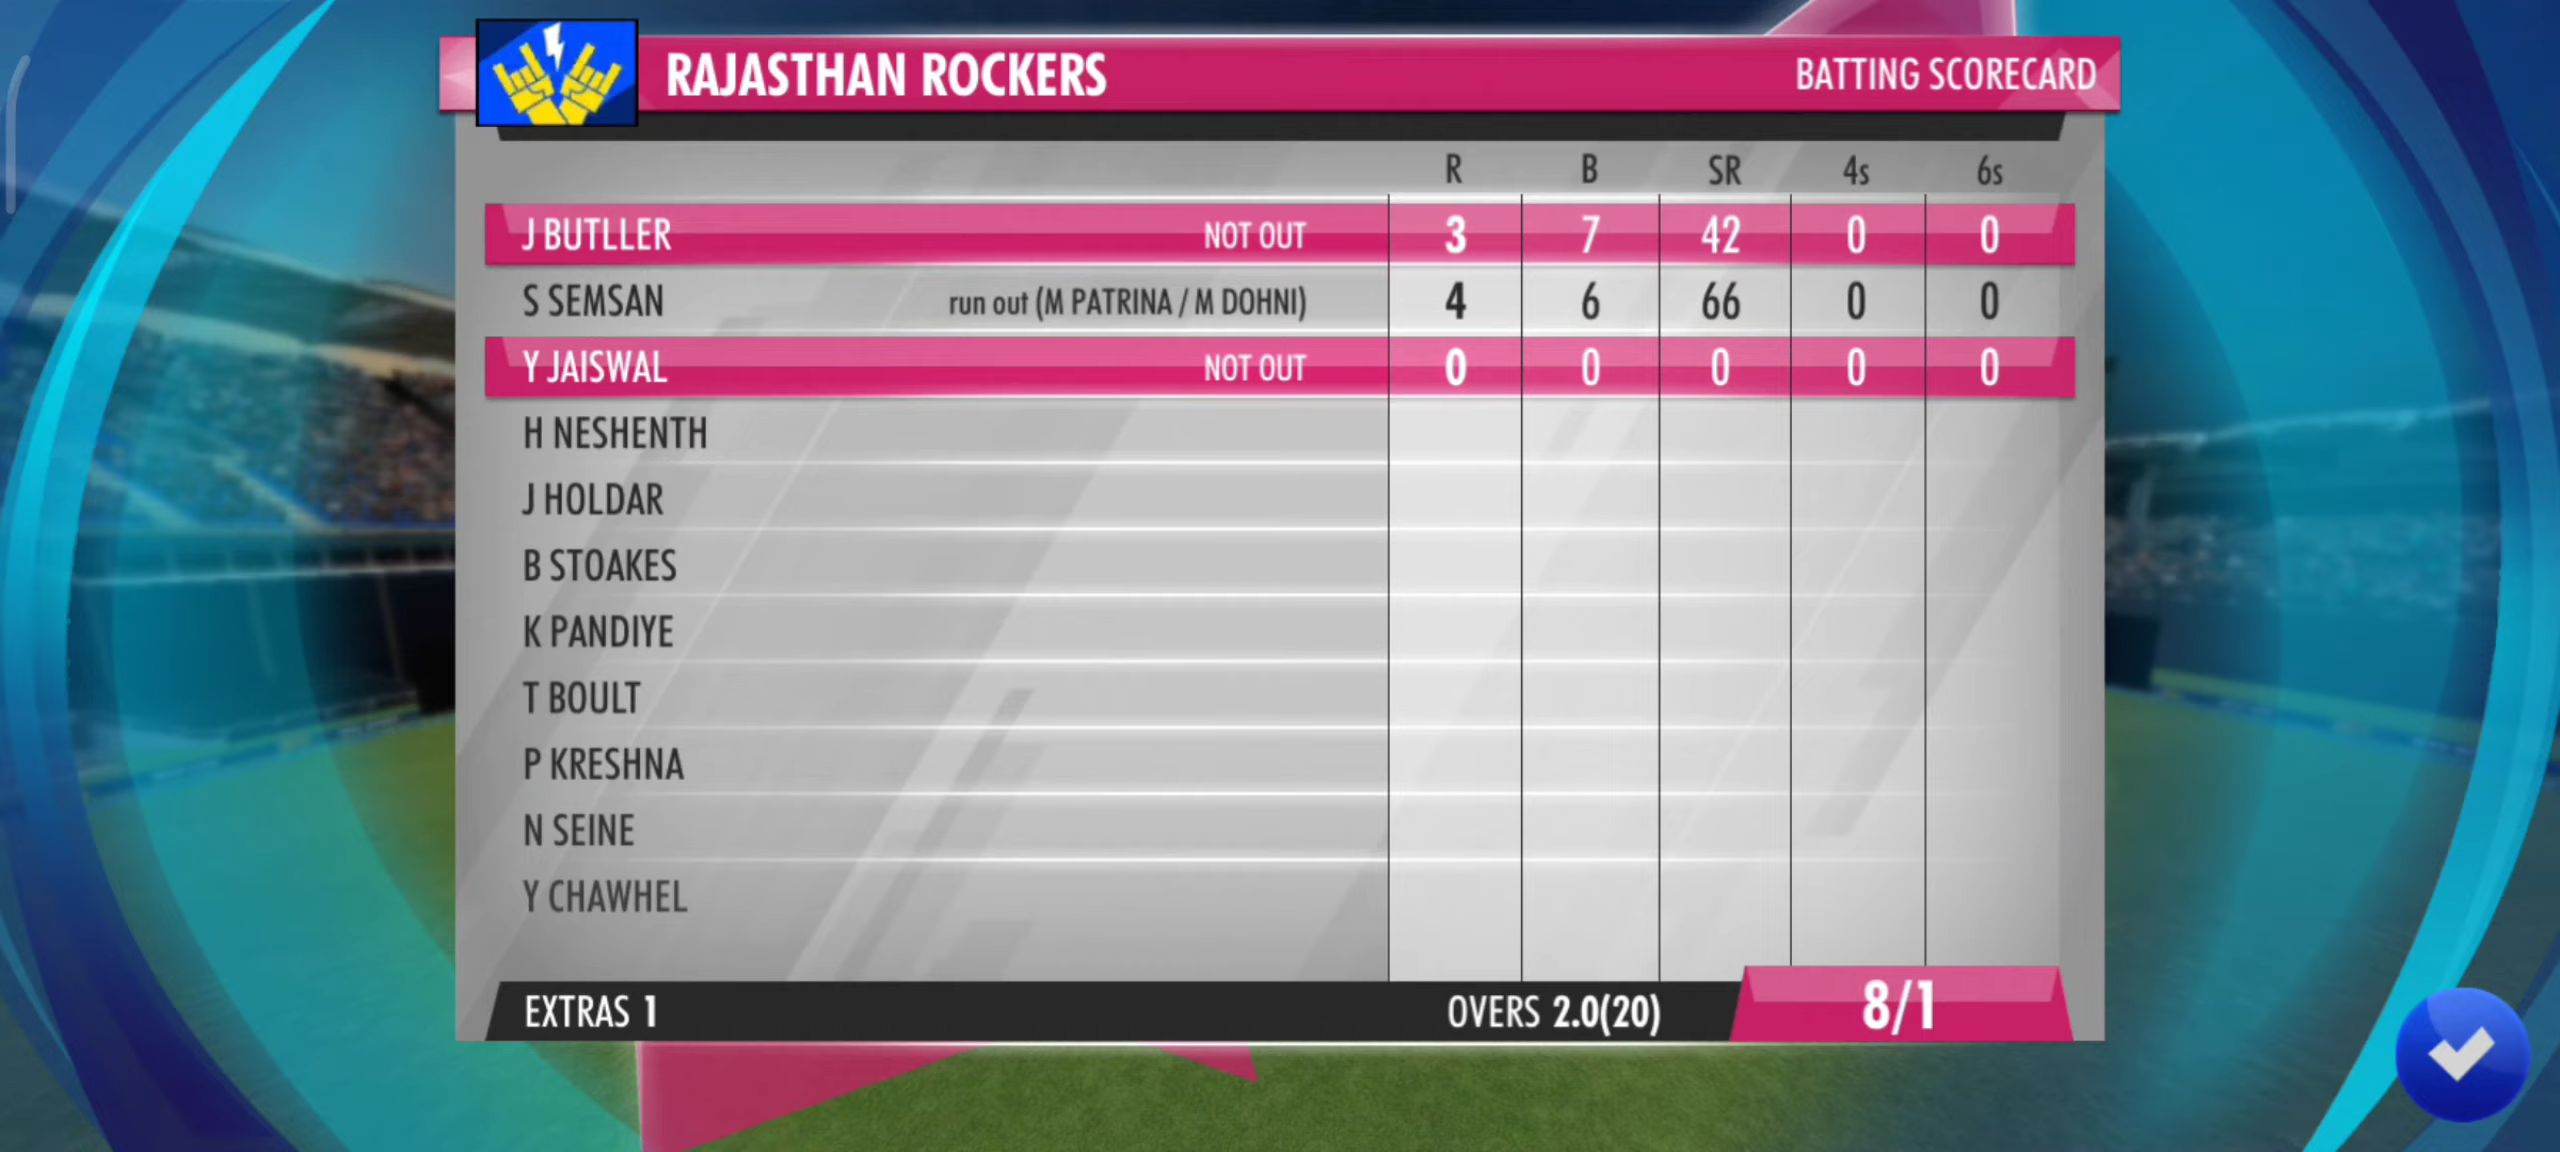 RAJASTHAN ROCKERS BATTING SCORECARD
R B SR 4s 6s
J BUTLLER NOT OUT 3 7 42 0 0
S SEMSAN run out (M PATRINA / M DOHNI) 4 6 66 0 0
Y JAISWAL NOT OUT 0 0 0 0 0
H NESHENTH
J HOLDAR
B STOAKES
K PANDIYE
T BOULT
P KRESHNA
N SEINE
Y CHAWHEL
EXTRAS 1 OVERS 2.0(20) 8/1